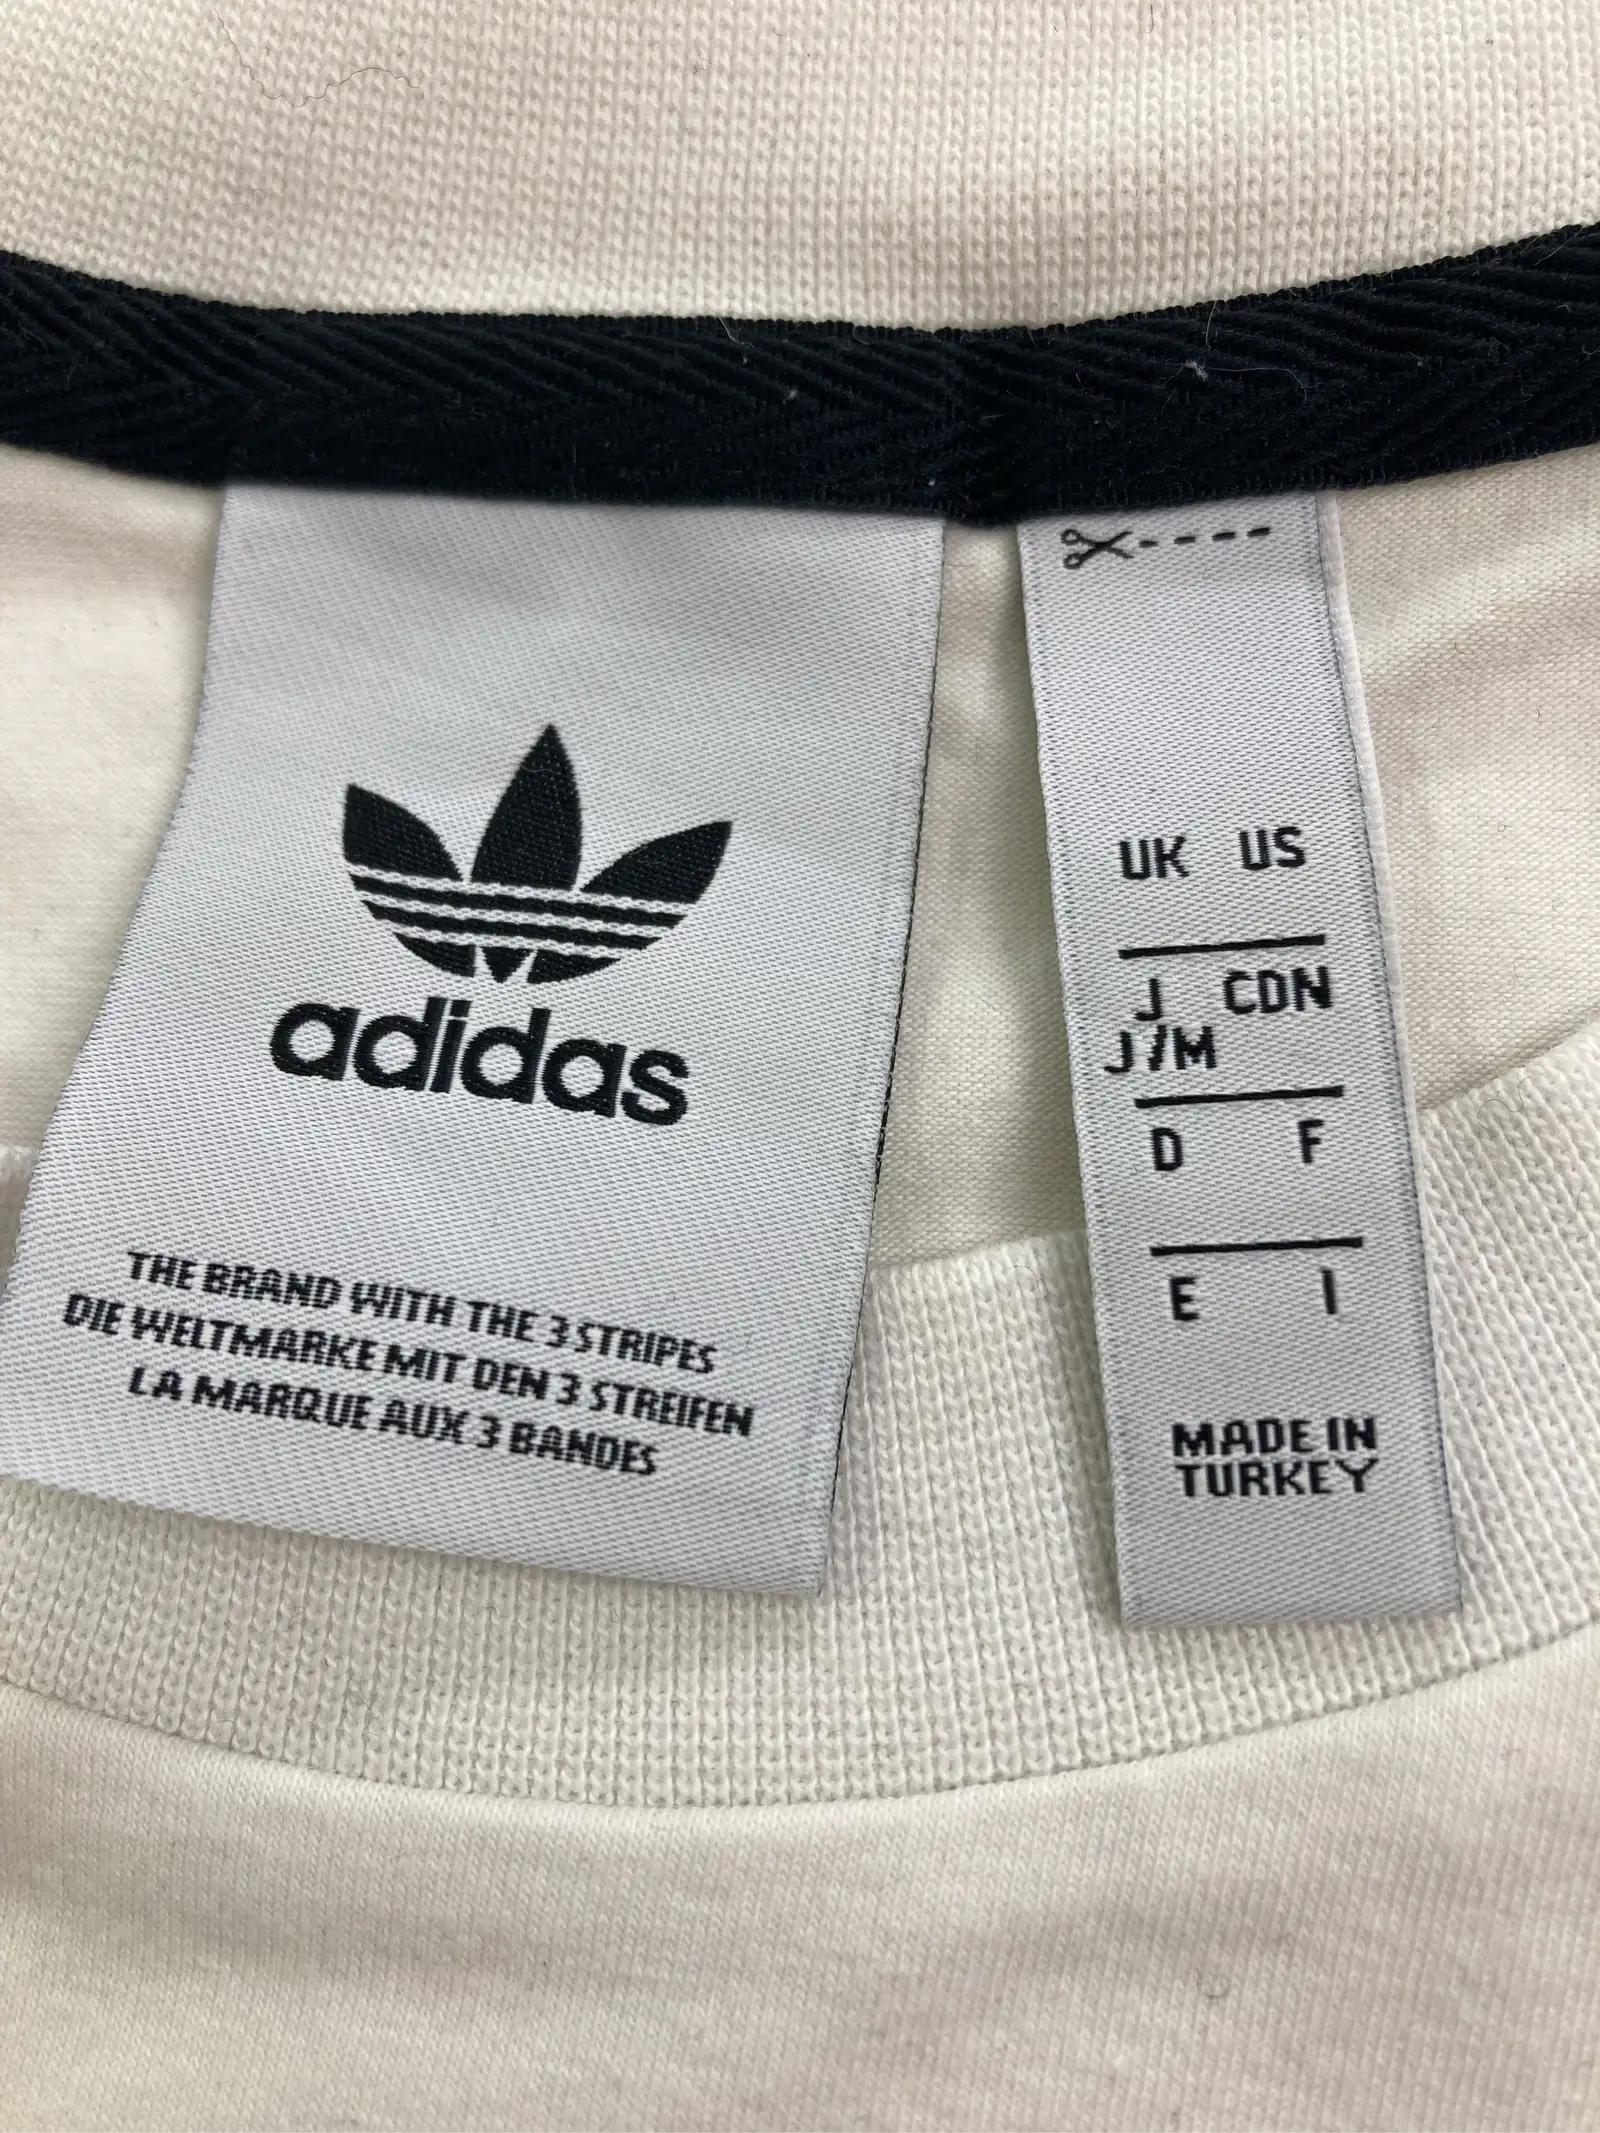 adidas
THE BRAND WITH THE 3 STRIPES
DIE WELTMARKE MIT DEN 3 STREIFEN
LA MARQUE AUX 3 BANDES
UK US
J CDN
J/M
D F
E I
MADE IN
TURKEY